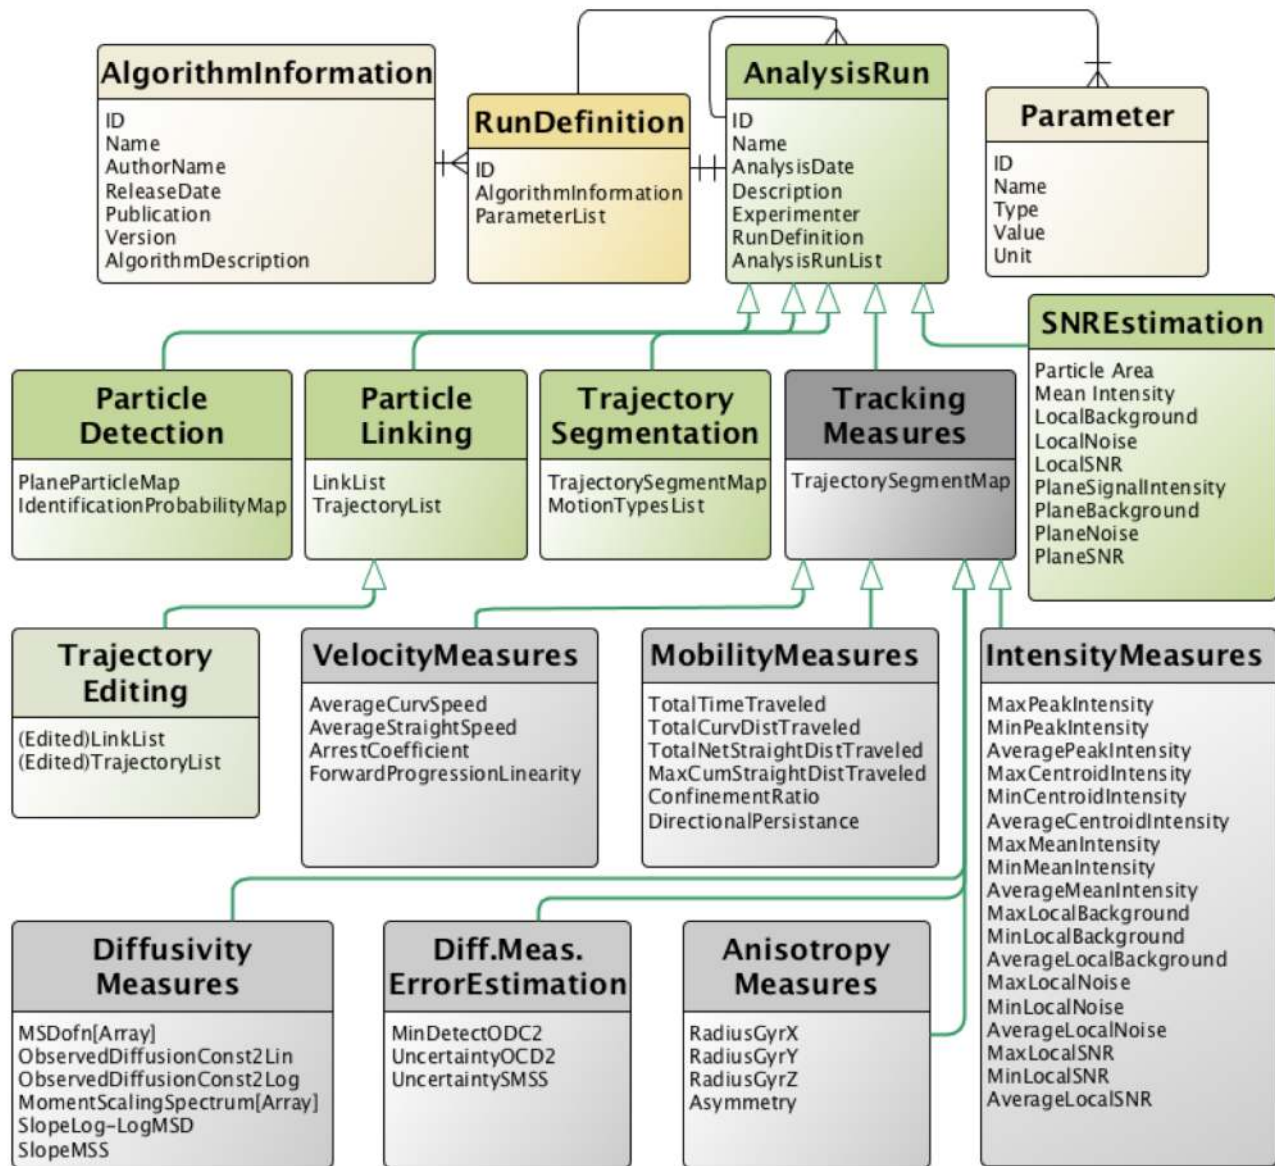 AlgorithmInformation
ID
Name
AuthorName
ReleaseDate
Publication
Version
AlgorithmDescription
RunDefinition
ID
AlgorithmInformation
ParameterList
AnalysisRun
ID
Name
AnalysisDate
Description
Experimenter
RunDefinition
AnalysisRunList
Parameter
ID
Name
Type
Value
Unit
SNREstimation
Particle Area
Mean Intensity
LocalBackground
LocalNoise
LocalSNR
PlaneSignalIntensity
PlaneBackground
PlaneNoise
PlaneSNR
Particle
Detection
PlaneParticleMap
IdentificationProbabilityMap
Particle
Linking
LinkList
TrajectoryList
Trajectory
Segmentation
TrajectorySegmentMap
MotionTypesList
Tracking
Measures
TrajectorySegmentMap
Trajectory
Editing
(Edited)LinkList
(Edited)TrajectoryList
VelocityMeasures
AverageCurvSpeed
AverageStraightSpeed
ArrestCoefficient
ForwardProgressionLinearity
MobilityMeasures
TotalTimeTraveled
TotalCurvDistTraveled
TotalNetStraightDistTraveled
MaxCumStraightDistTraveled
ConfinementRatio
DirectionalPersistance
IntensityMeasures
MaxPeakIntensity
MinPeakIntensity
AveragePeakIntensity
MaxCentroidIntensity
MinCentroidIntensity
AverageCentroidIntensity
MaxMeanIntensity
MinMeanIntensity
AverageMeanIntensity
MaxLocalBackground
MinLocalBackground
AverageLocalBackground
MaxLocalNoise
MinLocalNoise
AverageLocalNoise
MaxLocalSNR
MinLocalSNR
AverageLocalSNR
Diffusivity
Measures
MSDofn[Array]
ObservedDiffusionConst2Lin
ObservedDiffusionConst2Log
MomentScalingSpectrum[Array]
SlopeLog-LogMSD
SlopeMSS
Diff.Meas.
ErrorEstimation
MinDetectODC2
UncertaintyOCD2
UncertaintySMSS
Anisotropy
Measures
RadiusGyrX
RadiusGyrY
RadiusGyrZ
Asymmetry